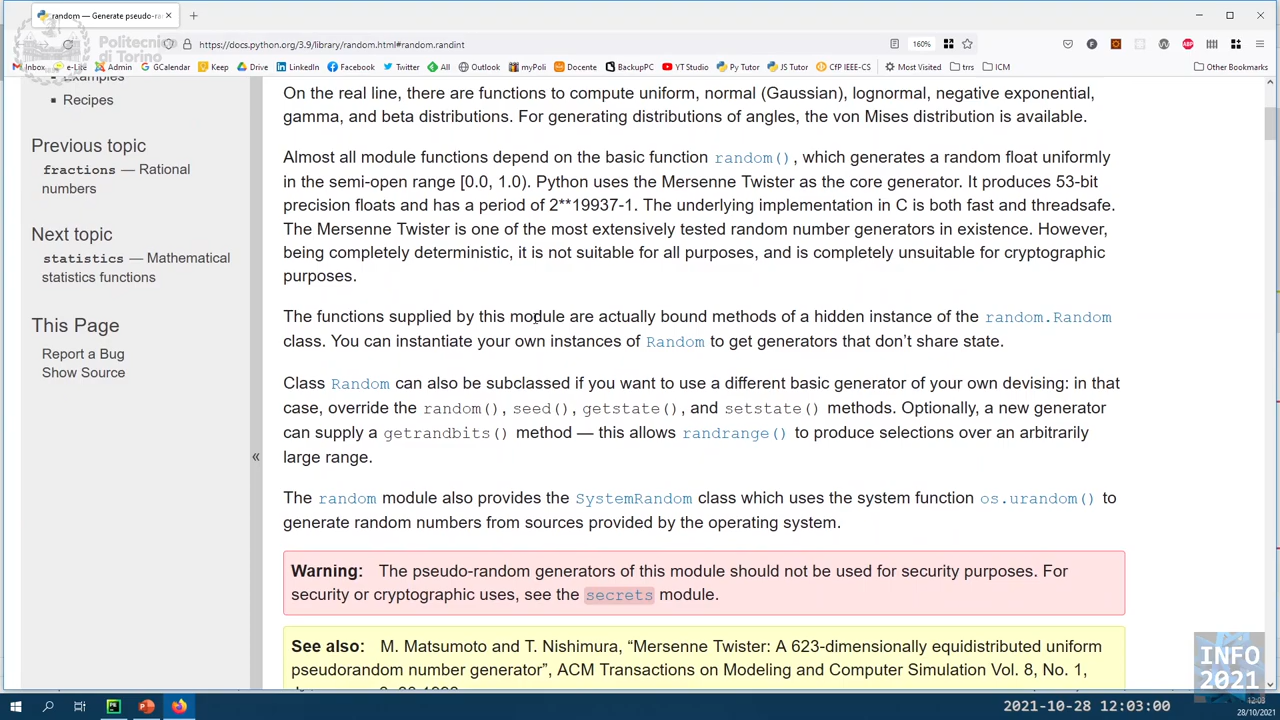 random — Generate pseudo-ra
Politecnico
di Torino
https://docs.python.org/3.9/library/random.html#random.randint
160%
Inbox
e-Lite
Admin
GCalendar
Keep
Drive
LinkedIn
Facebook
Twitter
All
Outlook
myPoli
Docente
BackupPC
YT Studio
Py Tutor
JS Tutor
CfP IEEE-CS
Most Visited
trrs
ICM
Other Bookmarks
Examples
Recipes
Previous topic
fractions — Rational
numbers
Next topic
statistics — Mathematical
statistics functions
This Page
Report a Bug
Show Source
«
On the real line, there are functions to compute uniform, normal (Gaussian), lognormal, negative exponential,
gamma, and beta distributions. For generating distributions of angles, the von Mises distribution is available.
Almost all module functions depend on the basic function random(), which generates a random float uniformly
in the semi-open range [0.0, 1.0). Python uses the Mersenne Twister as the core generator. It produces 53-bit
precision floats and has a period of 2**19937-1. The underlying implementation in C is both fast and threadsafe.
The Mersenne Twister is one of the most extensively tested random number generators in existence. However,
being completely deterministic, it is not suitable for all purposes, and is completely unsuitable for cryptographic
purposes.
The functions supplied by this module are actually bound methods of a hidden instance of the random.Random
class. You can instantiate your own instances of Random to get generators that don’t share state.
Class Random can also be subclassed if you want to use a different basic generator of your own devising: in that
case, override the random(), seed(), getstate(), and setstate() methods. Optionally, a new generator
can supply a getrandbits() method — this allows randrange() to produce selections over an arbitrarily
large range.
The random module also provides the SystemRandom class which uses the system function os.urandom() to
generate random numbers from sources provided by the operating system.
Warning: The pseudo-random generators of this module should not be used for security purposes. For
security or cryptographic uses, see the secrets module.
See also: M. Matsumoto and T. Nishimura, “Mersenne Twister: A 623-dimensionally equidistributed uniform
pseudorandom number generator”, ACM Transactions on Modeling and Computer Simulation Vol. 8, No. 1,
INFO
2021
2021-10-28 12:03:00
12:03
28/10/2021